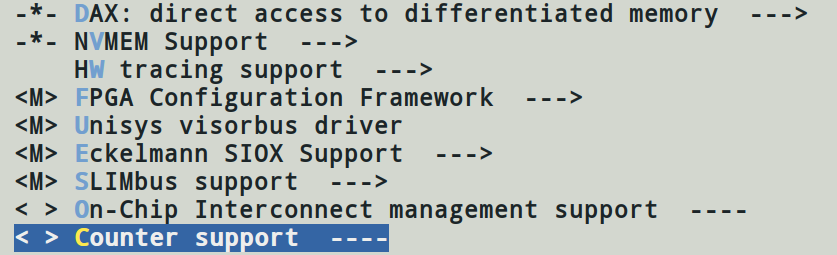 -*- DAX: direct access to differentiated memory  --->
-*- NVMEM Support  --->
    HW tracing support  --->
<M> FPGA Configuration Framework  --->
<M> Unisys visorbus driver
<M> Eckelmann SIOX Support  --->
<M> SLIMbus support  --->
< > On-Chip Interconnect management support  ----
< > Counter support  ----